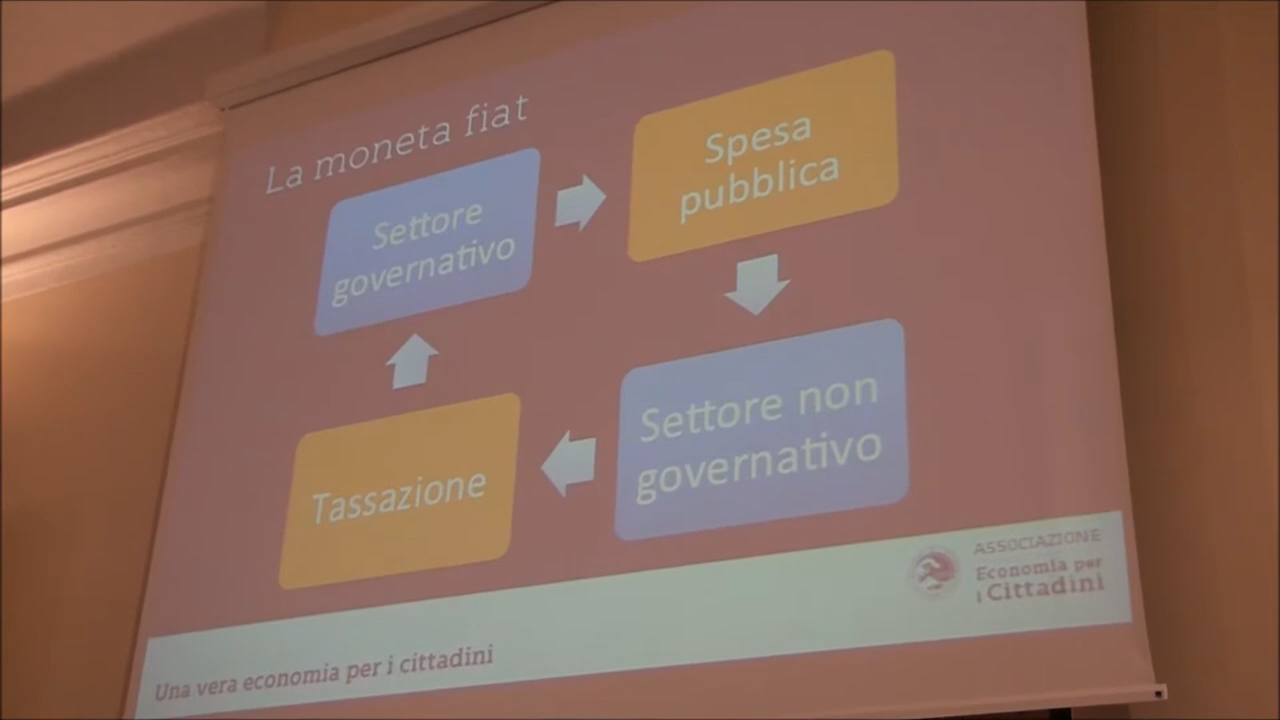 La moneta fiat
Settore
governativo
Spesa
pubblica
Settore non
governativo
Tassazione
ASSOCIAZIONE
Economia per
i Cittadini
Una vera economia per i cittadini